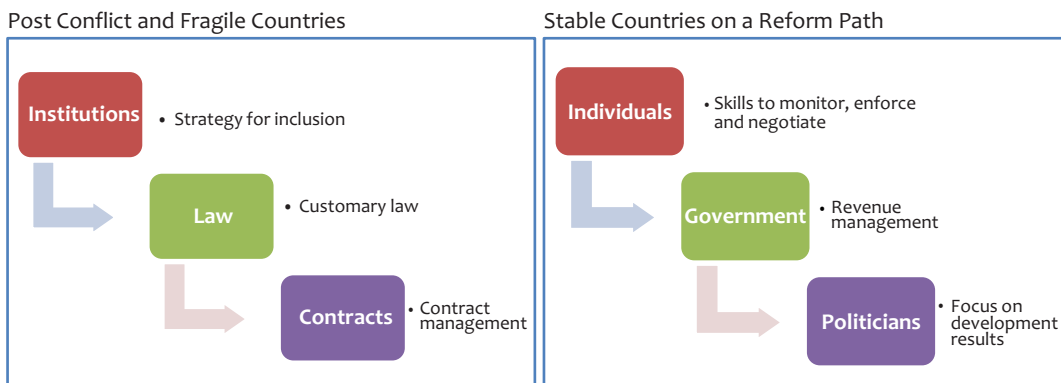 Post Conflict and Fragile Countries
Institutions
• Strategy for inclusion
Law
• Customary law
Contracts
• Contract
management
Stable Countries on a Reform Path
Individuals
• Skills to monitor, enforce
and negotiate
Government
• Revenue
management
Politicians
• Focus on
development
results